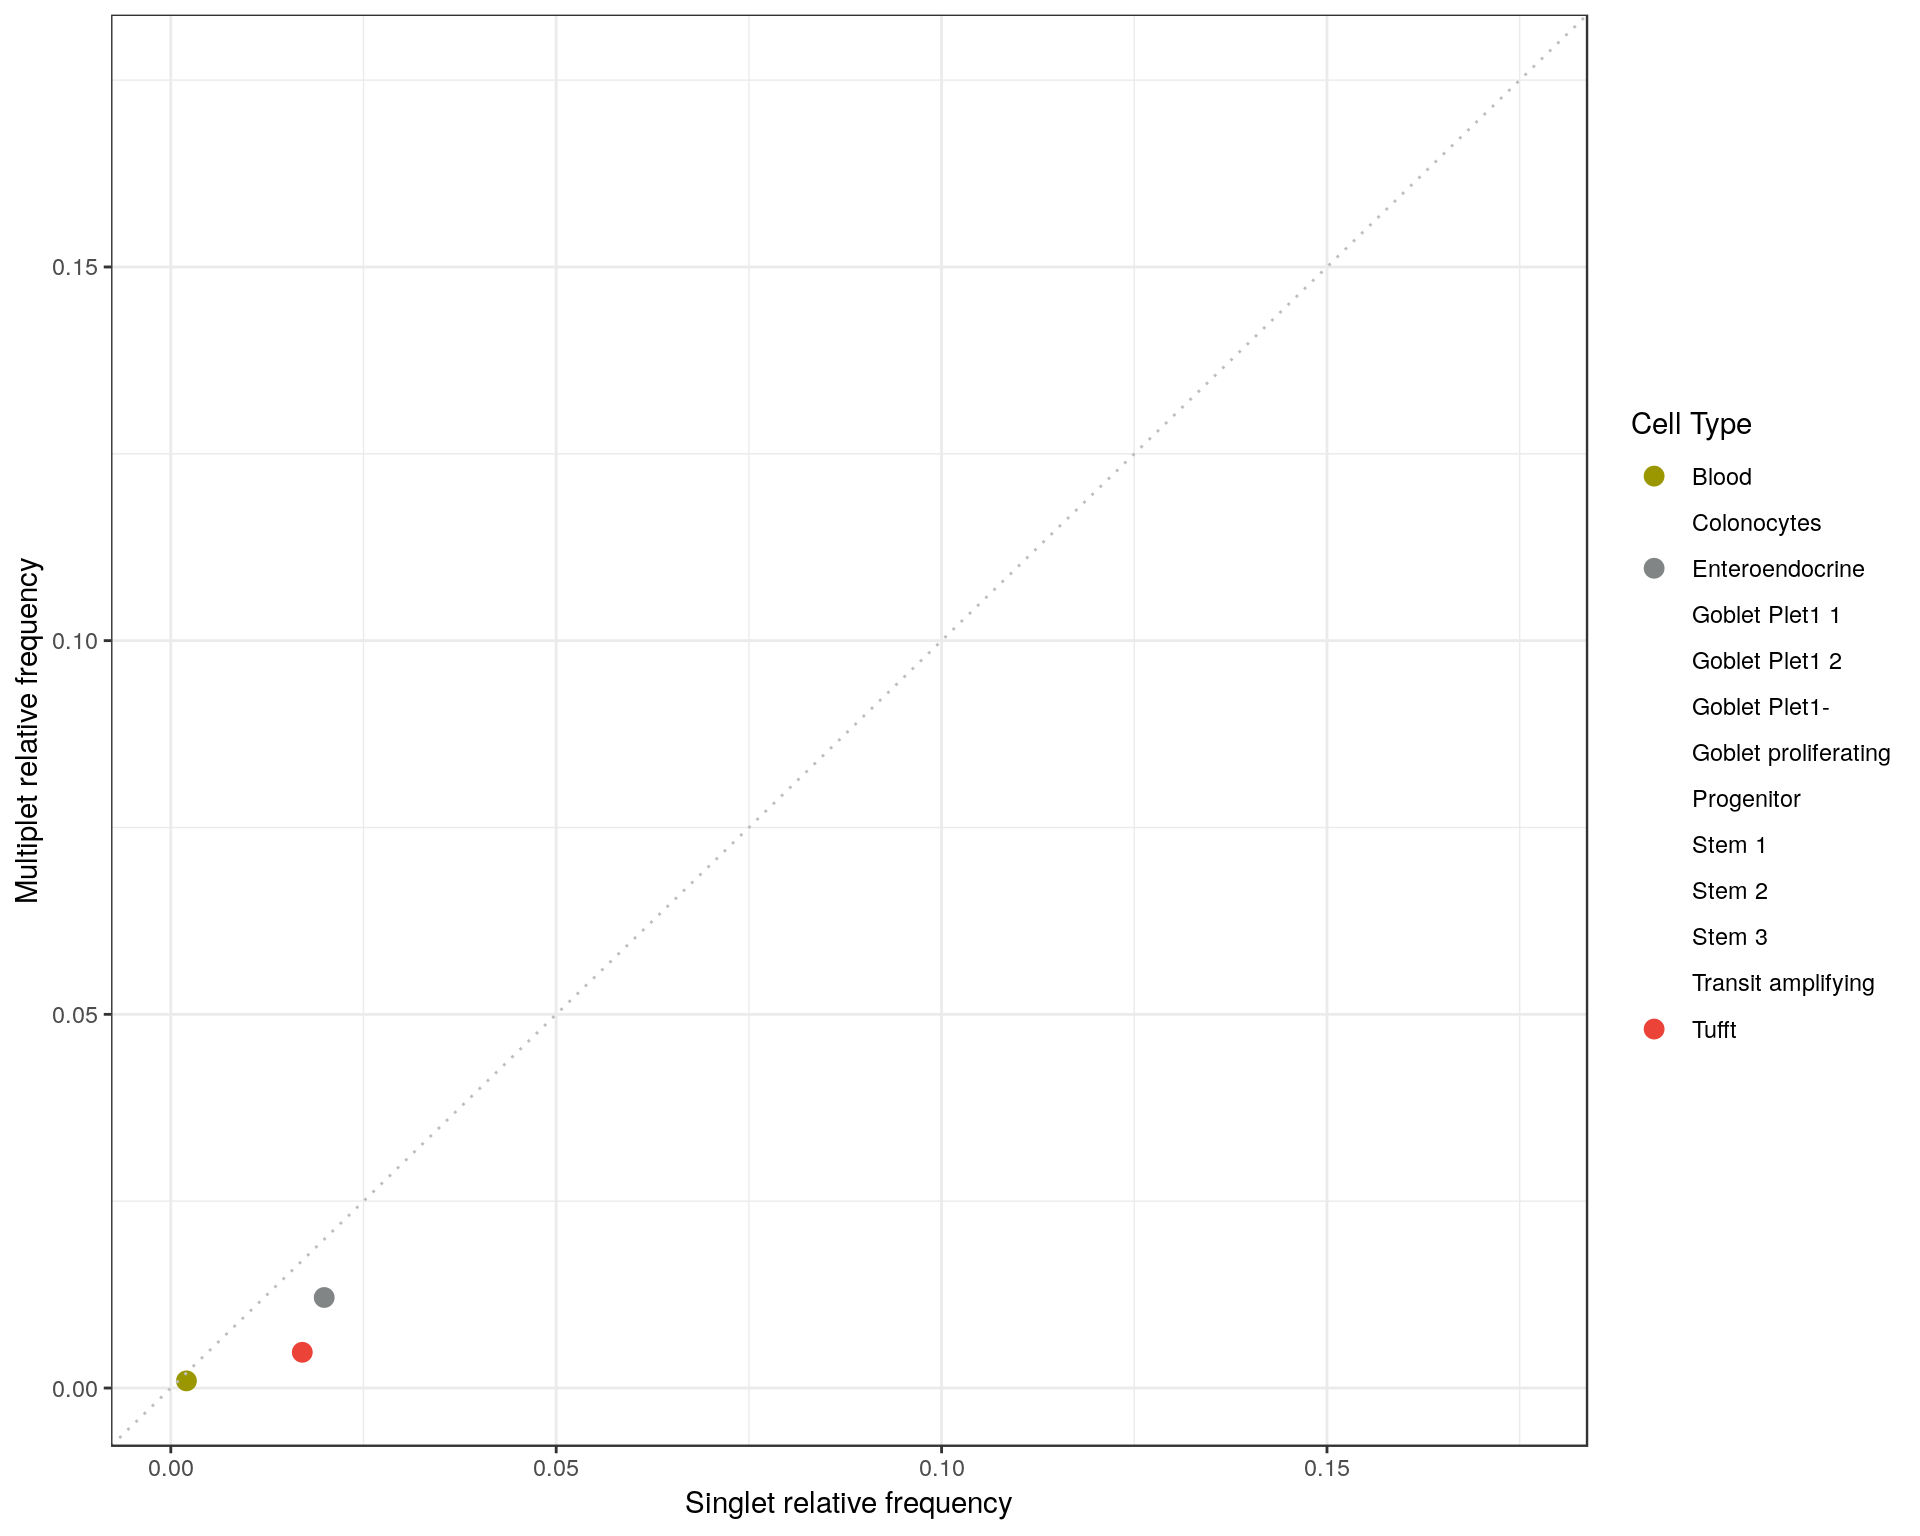 0.15
0.10
0.05
0.00
0.00
0.05
0.10
0.15
Multiplet relative frequency
Singlet relative frequency
Cell Type
Blood
Colonocytes
Enteroendocrine
Goblet Plet1 1
Goblet Plet1 2
Goblet Plet1-
Goblet proliferating
Progenitor
Stem 1
Stem 2
Stem 3
Transit amplifying
Tufft